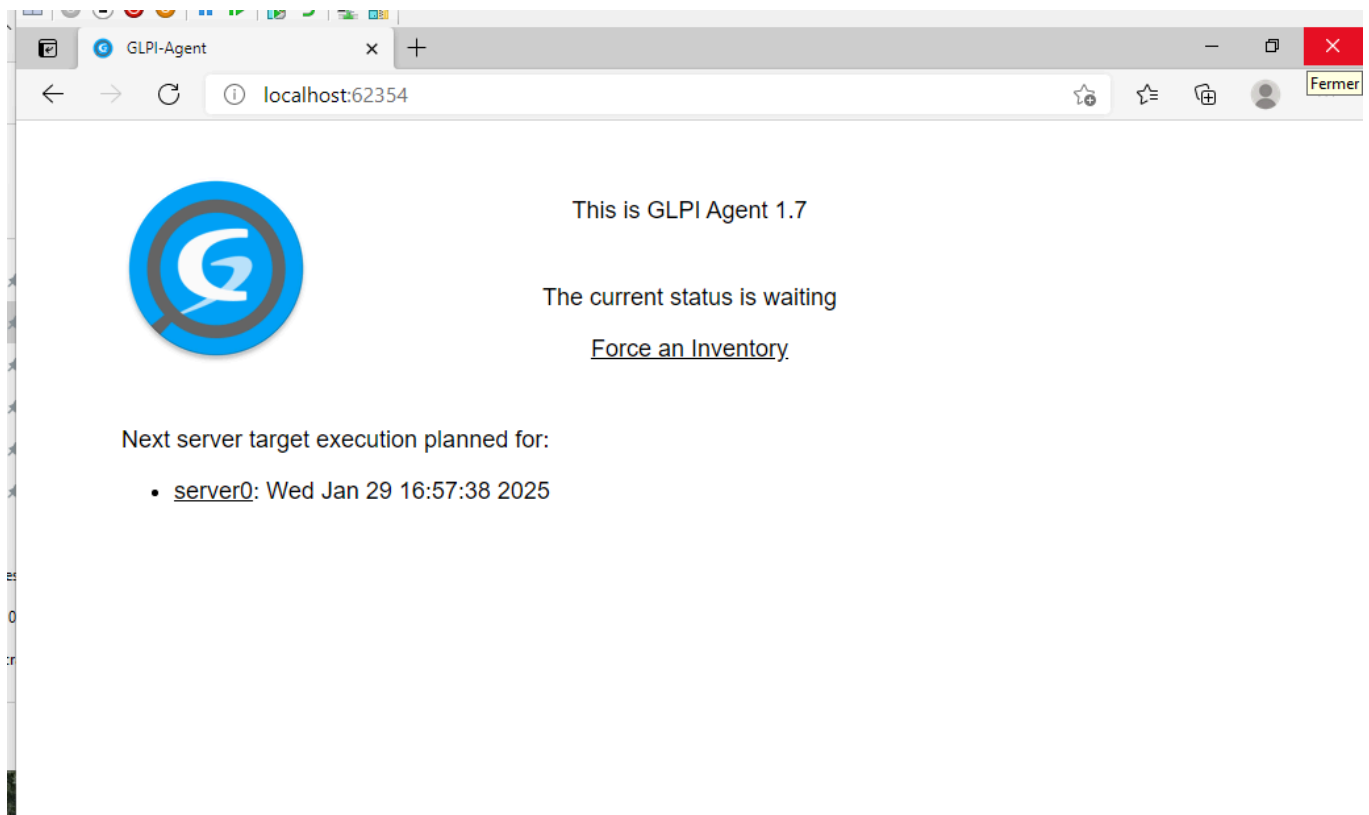 GLPI-Agent
localhost:62354
Fermer
This is GLPI Agent 1.7
The current status is waiting
Force an Inventory
Next server target execution planned for:
server0: Wed Jan 29 16:57:38 2025